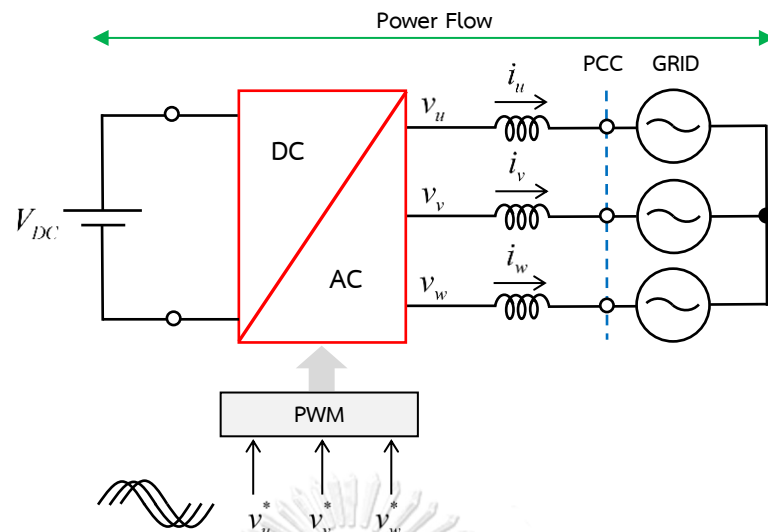 Power Flow
i_u PCC GRID
v_u
DC
i_v
V_DC
v_v
i_w
AC
v_w
PWM
v_u^* v_v^* v_w^*